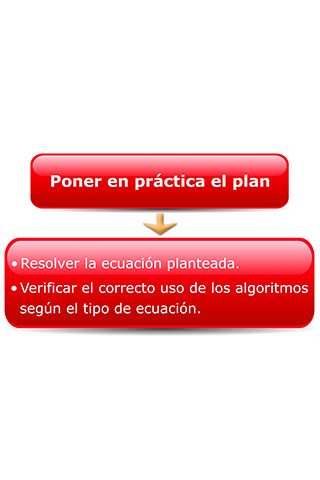 Poner en práctica el plan
• Resolver la ecuación planteada.
• Verificar el correcto uso de los algoritmos
según el tipo de ecuación.